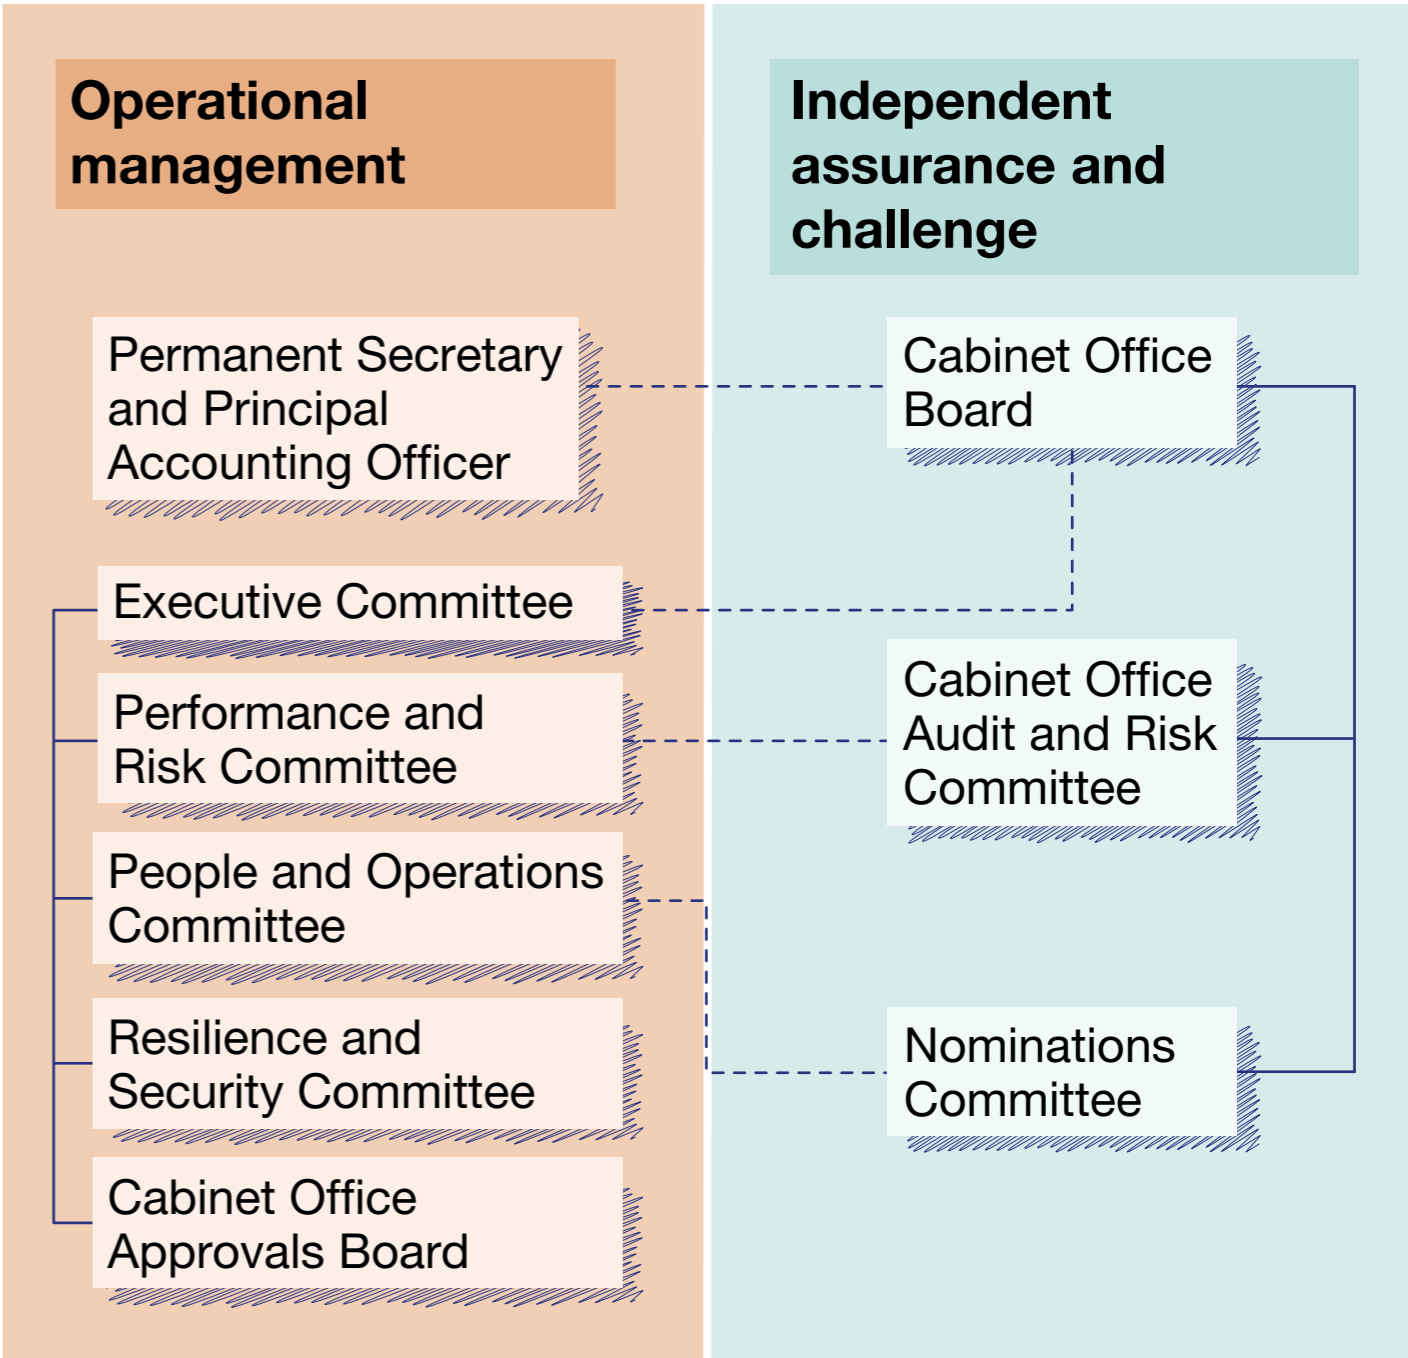 Operational
management
Permanent Secretary
and Principal
Accounting Officer
Executive Committee
Performance and
Risk Committee
People and Operations
Committee
Resilience and
Security Committee
Cabinet Office
Approvals Board
Independent
assurance and
challenge
Cabinet Office
Board
Cabinet Office
Audit and Risk
Committee
Nominations
Committee